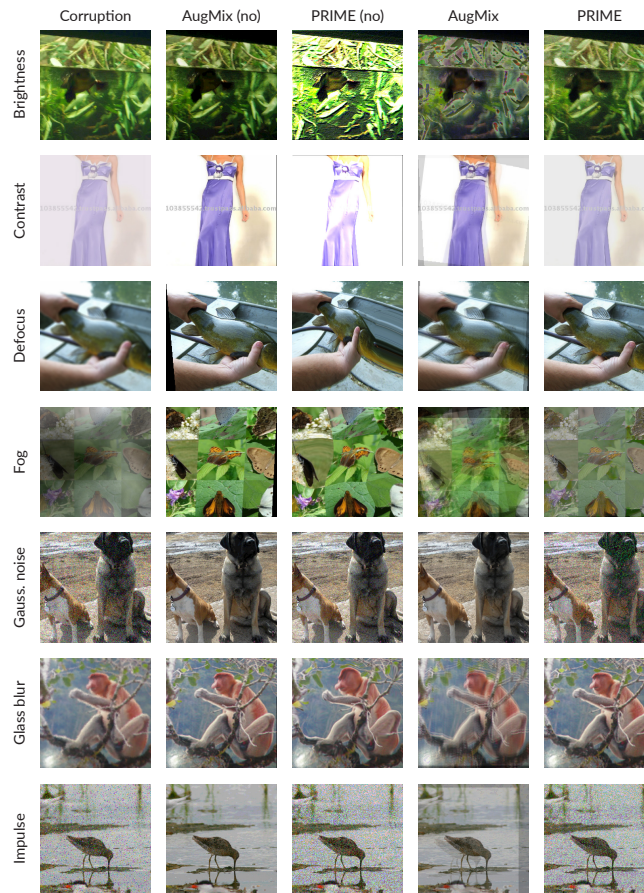 Corruption AugMix (no) PRIME (no) AugMix PRIME
Brightness
Contrast
Defocus
Fog
Gauss. noise
Glass blur
Impulse